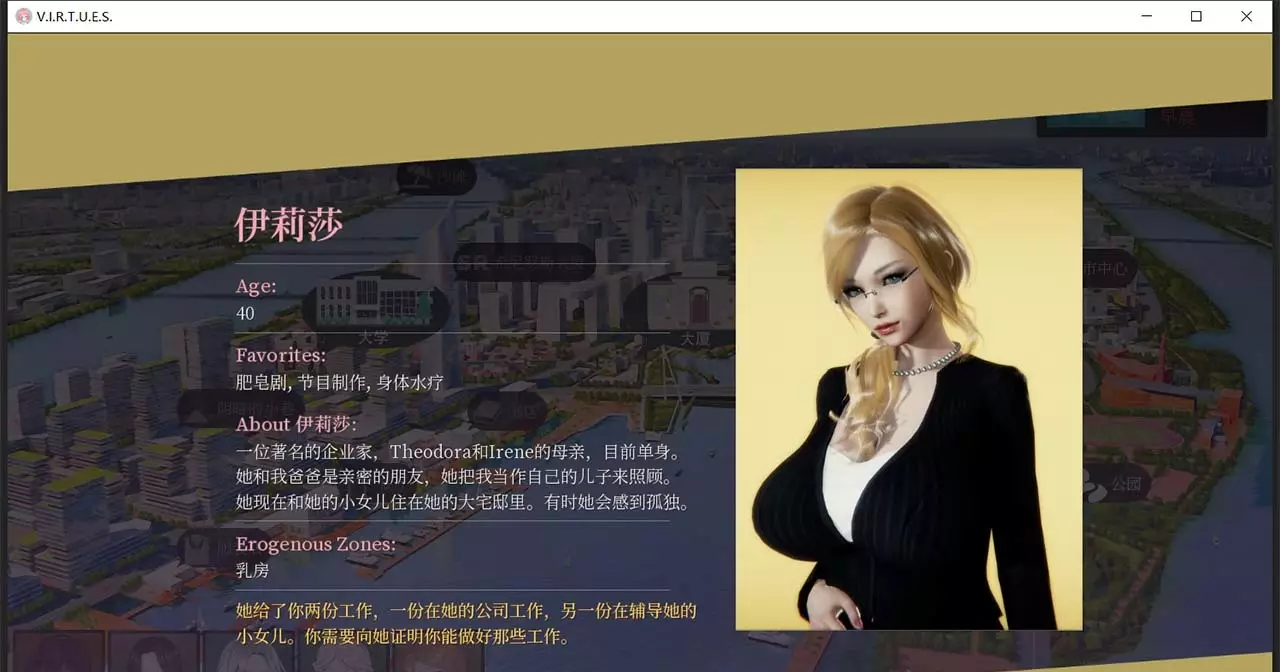 V.I.R.T.U.E.S.
早晨
伊莉莎
Age:
40
大学
大厦
市中心
Favorites:
肥皂剧, 节目制作, 身体水疗
About 伊莉莎:
一位著名的企业家，Theodora和Irene的母亲，目前单身。
她和我爸爸是亲密的朋友，她把我当作自己的儿子来照顾。
她现在和她的小女儿住在她的大宅邸里。有时她会感到孤独。
公园
Erogenous Zones:
乳房
她给了你两份工作，一份在她的公司工作，另一份在辅导她的
小女儿。你需要向她证明你能做好那些工作。